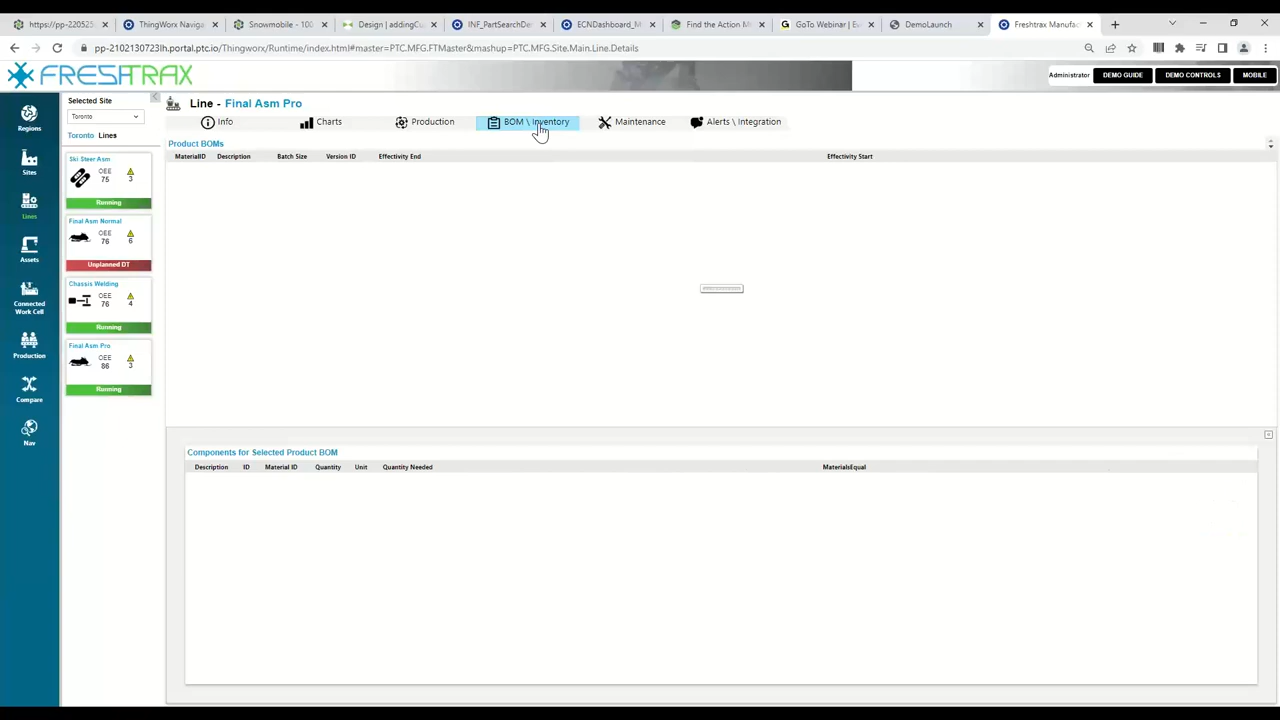 https://pp-220525
ThingWorx Naviga
Snowmobile - 100
Design | addingCu
INF_PartSearchDe
ECNDashboard_M
Find the Action M
GoTo Webinar | Ev
DemoLaunch
Freshtrax Manufac
pp-2102130723lh.portal.ptc.io/Thingworx/Runtime/index.html#master=PTC.MFG.FTMaster&mashup=PTC.MFG.Site.Main.Line.Details
FRESHTRAX
Administrator
DEMO GUIDE
DEMO CONTROLS
MOBILE
Regions
Sites
Lines
Assets
Connected
Work Cell
Production
Compare
Nav
Selected Site
Toronto
Toronto Lines
Ski Steer Asm
OEE
75
3
Running
Final Asm Normal
OEE
76
6
Unplanned DT
Chassis Welding
OEE
76
4
Running
Final Asm Pro
OEE
86
3
Running
Line - Final Asm Pro
Info
Charts
Production
BOM \ Inventory
Maintenance
Alerts \ Integration
Product BOMs
MaterialID Description Batch Size Version ID Effectivity End Effectivity Start
Components for Selected Product BOM
Description ID Material ID Quantity Unit Quantity Needed MaterialsEqual